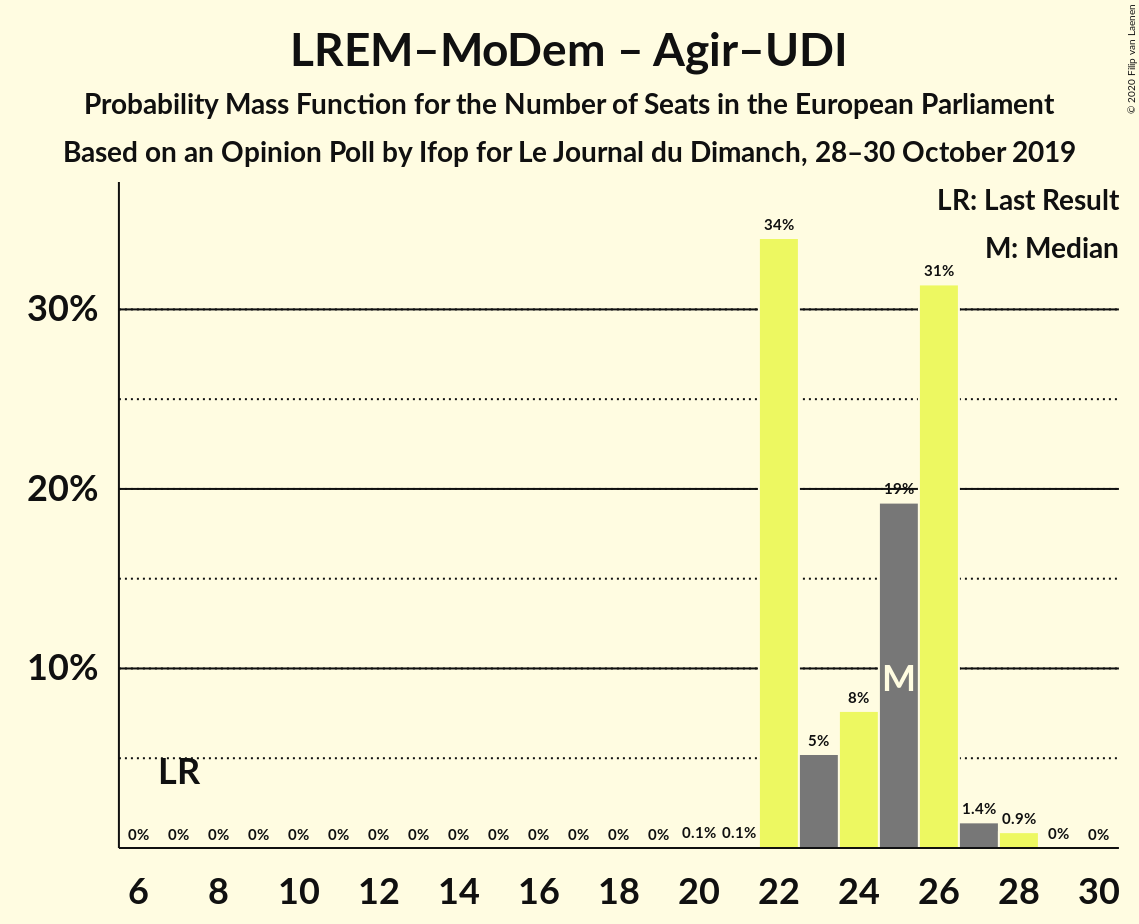 LREM–MoDem – Agir–UDI
Probability Mass Function for the Number of Seats in the European Parliament
Based on an Opinion Poll by Ifop for Le Journal du Dimanch, 28–30 October 2019
© 2020 Filip van Laenen
LR: Last Result
M: Median
34%
31%
30%
20%
19%
10%
M
8%
5%
LR
1.4%
0.9%
0% 0% 0% 0% 0% 0% 0% 0% 0% 0% 0% 0% 0% 0% 0.1% 0.1% 0% 0%
6 8 10 12 14 16 18 20 22 24 26 28 30